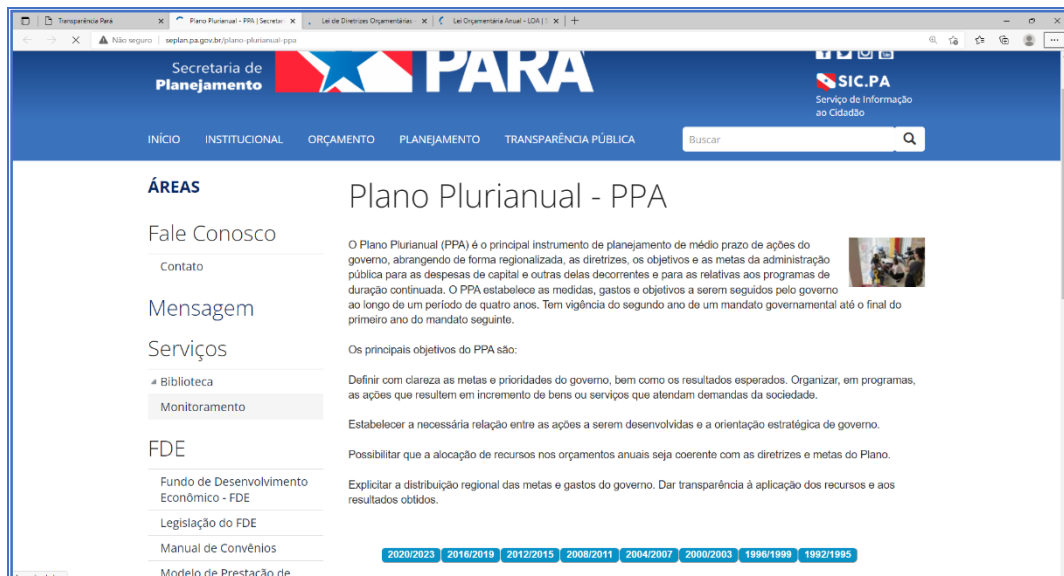 Transparência Pará
Plano Plurianual - PPA | Secretar
Lei de Diretrizes Orçamentárias
Lei Orçamentária Anual - LOA | S
Não seguro
seplan.pa.gov.br/plano-plurianual-ppa
Secretaria de
Planejamento
PARÁ
SIC.PA
Serviço de Informação
ao Cidadão
INÍCIO INSTITUCIONAL ORÇAMENTO PLANEJAMENTO TRANSPARÊNCIA PÚBLICA
Buscar
ÁREAS
Fale Conosco
Contato
Mensagem
Serviços
Biblioteca
Monitoramento
FDE
Fundo de Desenvolvimento
Econômico - FDE
Legislação do FDE
Manual de Convênios
Modelo de Prestação de
Plano Plurianual - PPA
O Plano Plurianual (PPA) é o principal instrumento de planejamento de médio prazo de ações do
governo, abrangendo de forma regionalizada, as diretrizes, os objetivos e as metas da administração
pública para as despesas de capital e outras delas decorrentes e para as relativas aos programas de
duração continuada. O PPA estabelece as medidas, gastos e objetivos a serem seguidos pelo governo
ao longo de um período de quatro anos. Tem vigência do segundo ano de um mandato governamental até o final do
primeiro ano do mandato seguinte.
Os principais objetivos do PPA são:
Definir com clareza as metas e prioridades do governo, bem como os resultados esperados. Organizar, em programas,
as ações que resultem em incremento de bens ou serviços que atendam demandas da sociedade.
Estabelecer a necessária relação entre as ações a serem desenvolvidas e a orientação estratégica de governo.
Possibilitar que a alocação de recursos nos orçamentos anuais seja coerente com as diretrizes e metas do Plano.
Explicitar a distribuição regional das metas e gastos do governo. Dar transparência à aplicação dos recursos e aos
resultados obtidos.
2020/2023 2016/2019 2012/2015 2008/2011 2004/2007 2000/2003 1996/1999 1992/1995